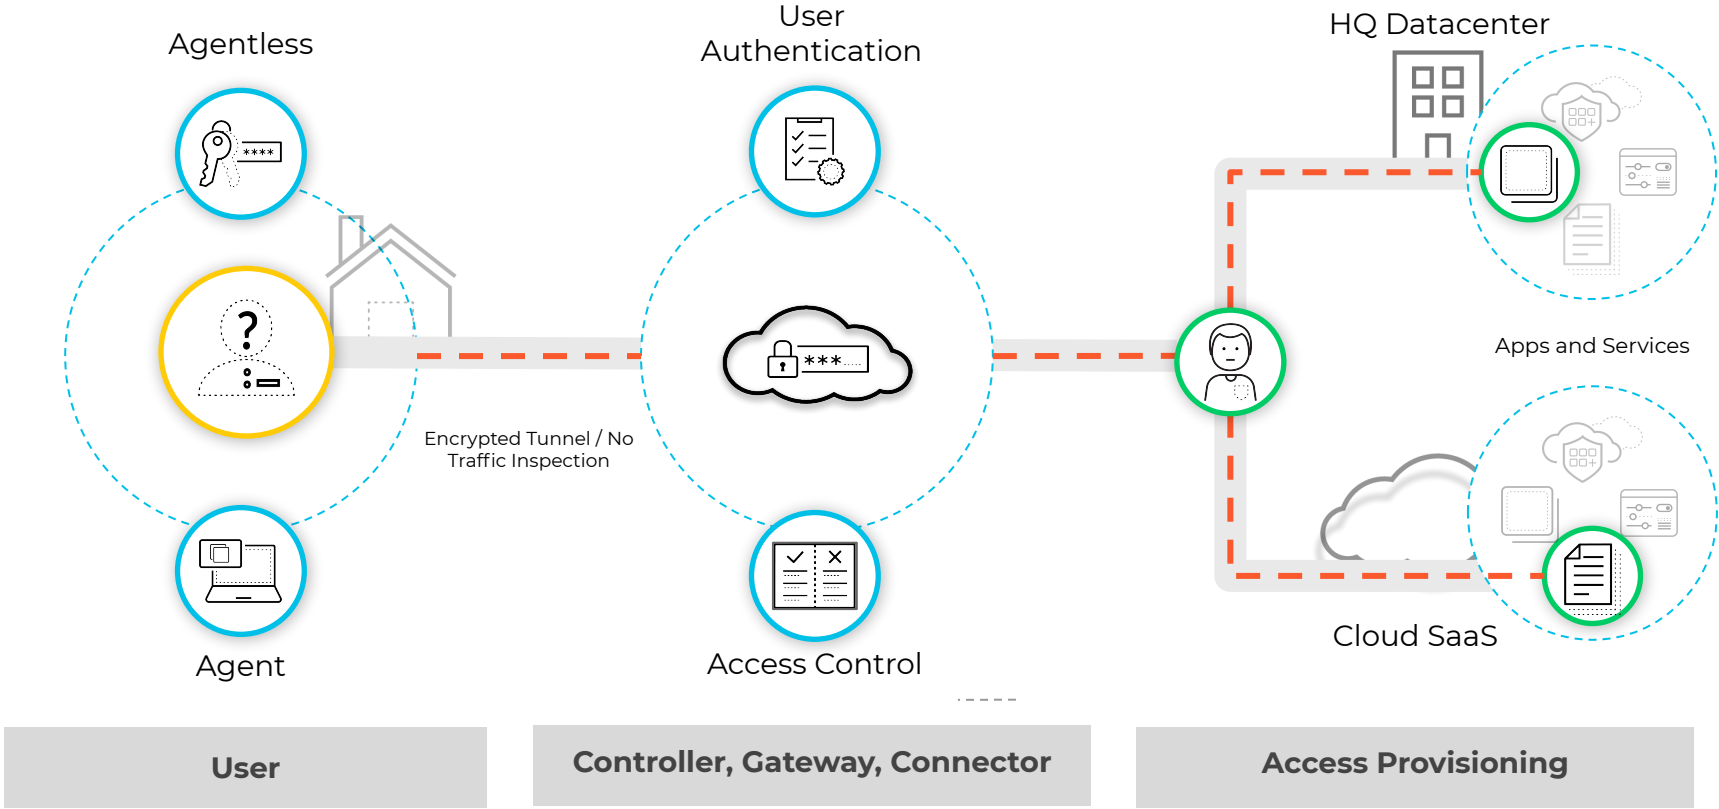 Agentless
User
Authentication
HQ Datacenter
****
?
***....
Encrypted Tunnel / No
Traffic Inspection
Apps and Services
Agent
Access Control
Cloud SaaS
User
Controller, Gateway, Connector
Access Provisioning